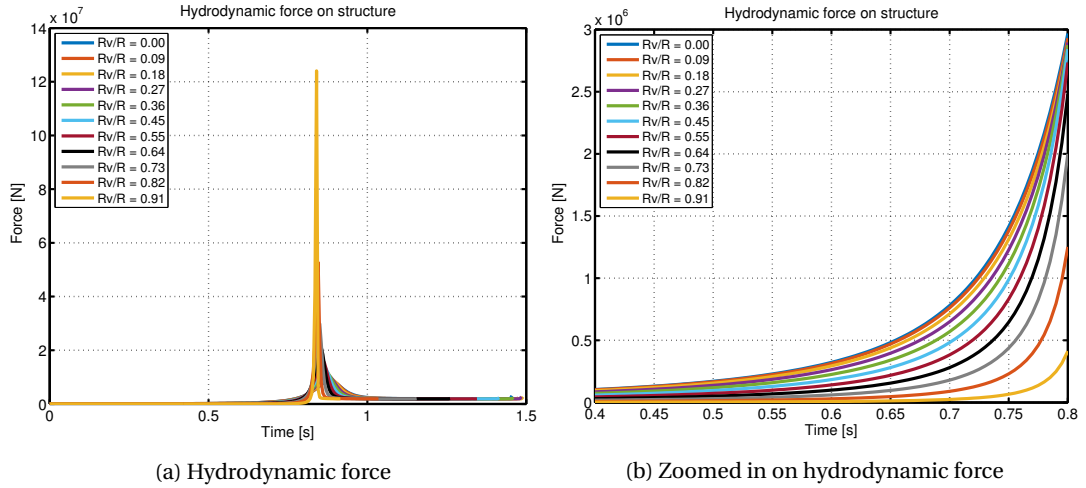 Hydrodynamic force on structure
x 10^7
14
12
10
8
6
4
2
0
Force [N]
Rv/R = 0.00
Rv/R = 0.09
Rv/R = 0.18
Rv/R = 0.27
Rv/R = 0.36
Rv/R = 0.45
Rv/R = 0.55
Rv/R = 0.64
Rv/R = 0.73
Rv/R = 0.82
Rv/R = 0.91
0 0.5 1 1.5
Time [s]
(a) Hydrodynamic force
Hydrodynamic force on structure
x 10^6
3
2.5
2
1.5
1
0.5
0
Force [N]
Rv/R = 0.00
Rv/R = 0.09
Rv/R = 0.18
Rv/R = 0.27
Rv/R = 0.36
Rv/R = 0.45
Rv/R = 0.55
Rv/R = 0.64
Rv/R = 0.73
Rv/R = 0.82
Rv/R = 0.91
0.4 0.45 0.5 0.55 0.6 0.65 0.7 0.75 0.8
Time [s]
(b) Zoomed in on hydrodynamic force